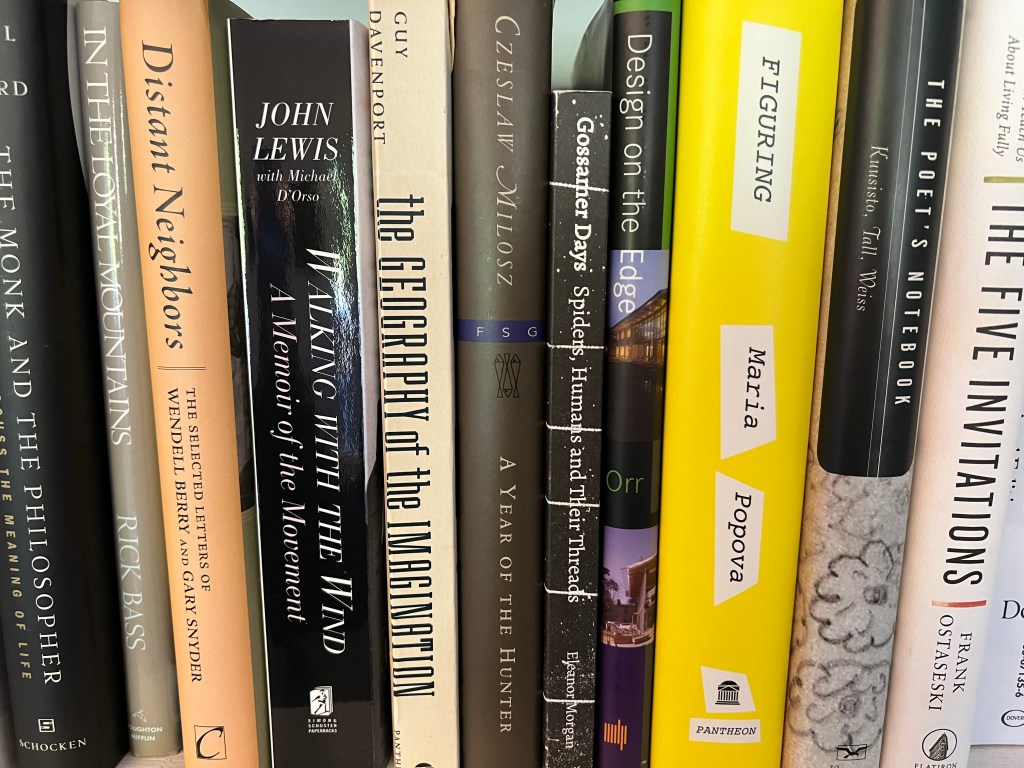 L
RD
THE MONK AND THE PHILOSOPHER
THE MEANING OF LIFE
SCHOCKEN
IN THE LOYAL MOUNTAINS
RICK BASS
MIFFLIN
Distant Neighbors
THE SELECTED LETTERS OF
WENDELL BERRY AND GARY SNYDER
C
JOHN
LEWIS
with Michael
D'Orso
WALKING WITH THE WIND
A Memoir of the Movement
SIMON &
SCHUSTER
PAPERBACKS
GUY
DAVENPORT
the GEOGRAPHY of the IMAGINATION
PANTH
CZESLAW MILOSZ
FSG
A YEAR OF THE HUNTER
Gossamer Days Spiders, Humans and Their Threads
Eleanor Morgan
Design on the Edge
Orr
FIGURING
Maria
Popova
PANTHEON
THE POET'S NOTEBOOK
Kuusisto, Tall, Weiss
About Living Fully
THE FIVE INVITATIONS
FRANK
OSTASESKI
FLATIRON
DOVER